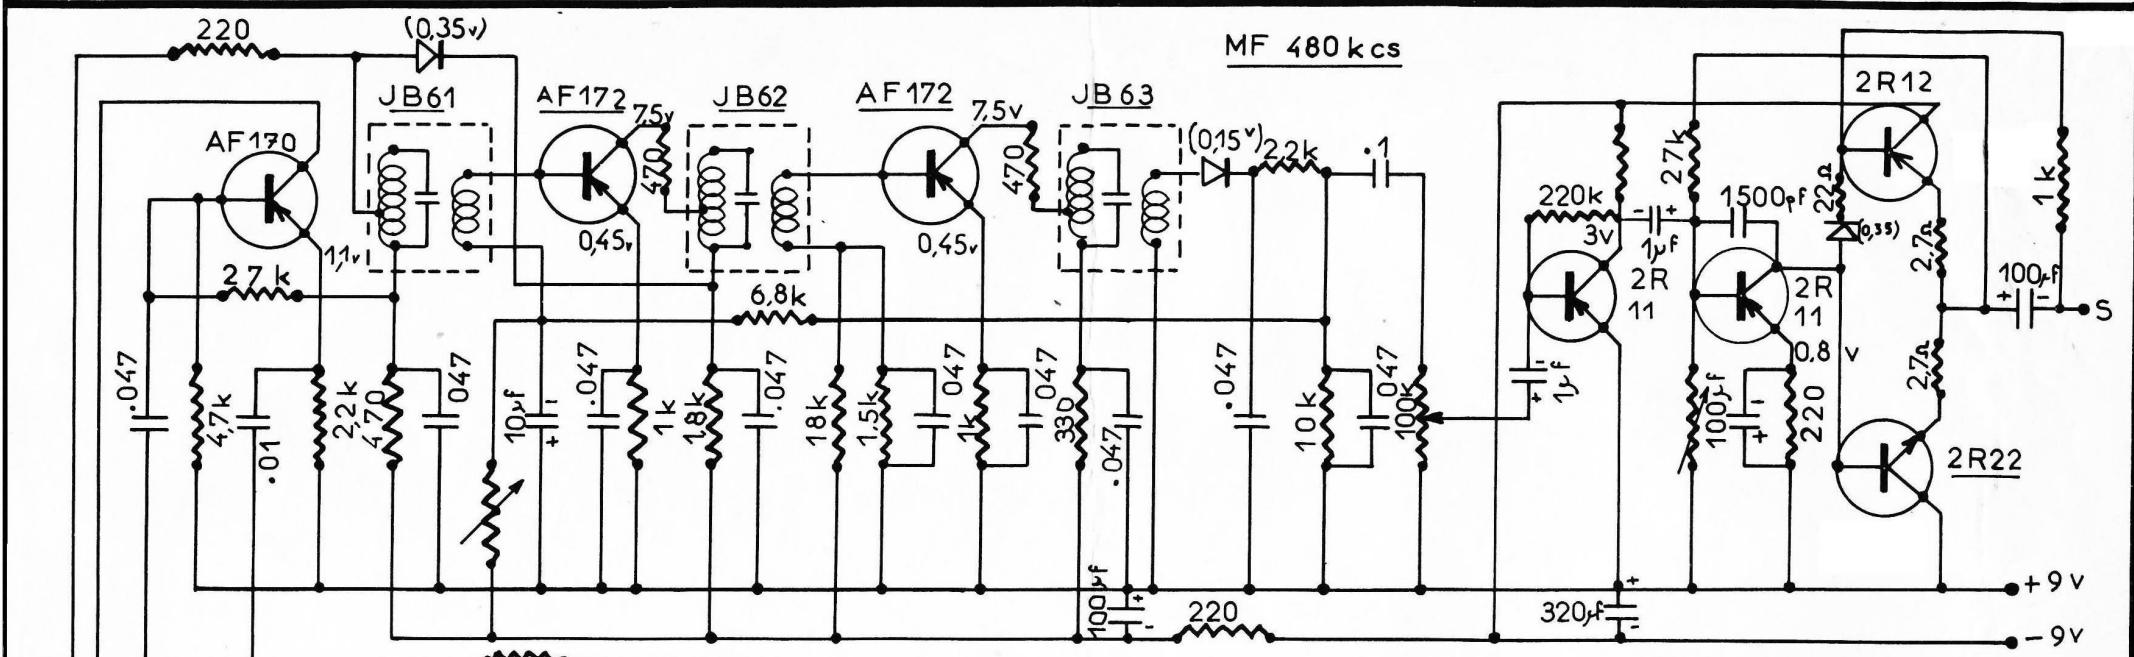 220
(0,35v)
MF 480kcs
JB61
AF172
7,5v
JB62
AF172
7,5v
JB63
(0,15v)
2,2k
.1
2R12
AF170
470
470
220k
27k
1500pf
22Ω
(0,35)
1k
0,45v
0,45v
3v
1µf
2,7Ω
1,1v
27k
6,8k
2R
11
2R
11
100µf
+ -
S
0,8 v
.047
4,7k
.01
2,2k
470
047
10µf
+
.047
1k
1,8k
.047
18k
1,5k
047
1k
047
330
.047
.047
10k
047
100k
-
+
1µf
100µf
-
+
220
2,7Ω
2R22
+9v
100µf
+
-
220
320µf
+
-
-9v